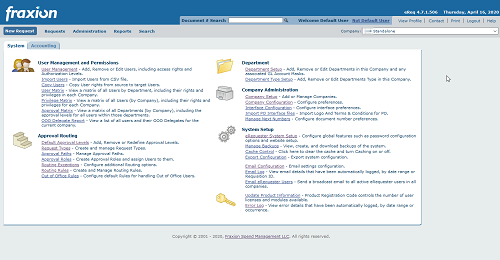 fraxion
eReq 4.7.1.506 Thursday, April 16, 2020
Document # Search: Welcome Default User Not Default User
View Profile | Contact | Print | Logout | Help
New Request Requests Administration Reports Search Company: Standalone
System Accounting
User Management and Permissions
User Management - Add, Remove or Edit Users, including access rights and
Authorization Levels.
Import Users - Import Users from CSV file.
Copy Users - Copy User rights from source to target Users.
User Matrix - View a matrix of all Users by Department, including their rights and
privileges in each Company.
Privilege Matrix - View a matrix of all Users (by Company), including their rights and
privileges for each Company.
Approval Matrix - View a matrix of all Departments (by Company), including the
approval levels for all users within those departments.
OOO Delegate Report - View a list of all users and their OOO Delegates for the
current company.
Approval Routing
Default Approval Levels - Add, Remove or Redefine Approval Levels.
Request Types - Create and Manage Request Types.
Approval Paths - Manage Approval Paths.
Approval Rules - Create Approval Rules and assign Users to them.
Routing Exceptions - Configure additional Routing options.
Routing Rules - Create and Manage Routing Rules.
Out of Office Rules - Configure default Rules for handling Out of Office Users.
Department
Department Setup - Add, Remove or Edit Departments in this Company and any
associated GL Account Masks.
Department Type Setup - Add, Remove or Edit Departments Type in this Company.
Company Administration
Company Setup - Add or Manage Companies.
Company Configuration - Configure preferences.
Interface Configuration - Configure interface preferences.
Import PO Interface files - Import Logo And Terms & Conditions for PO.
Manage Next Numbers - Configure document number preferences.
System Setup
eRequester System Setup - Configure global features such as password configuration
options and website setup.
Manage Backups - View, create, and download backups of the system.
Cache Control - Click here to clear the cache and turn Caching on or off.
Export Configuration - Export system configuration.
Email Configuration - Email settings configuration.
Email Log - View email details that have been automatically logged, by date range or
Requisition ID.
Email eRequester Users - Send a broadcast email to all active eRequester users in all
companies.
Update Product Information - Product Registration Code controls the number of user
licenses and modules available.
Error Log - View error details that have been automatically logged, by date range or
occurrence.
Copyright © 2001 - 2020, Fraxion Spend Management LLC. All rights reserved.